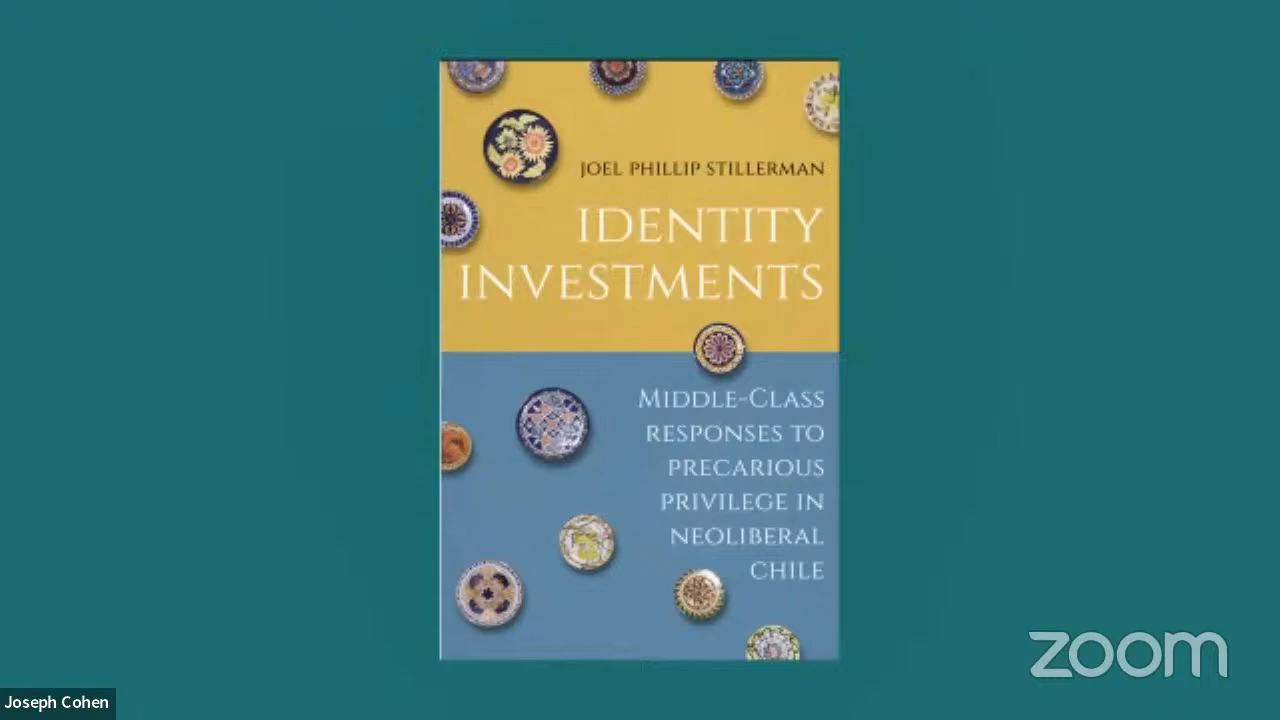 JOEL PHILLIP STILLERMAN
IDENTITY
INVESTMENTS
MIDDLE-CLASS
RESPONSES TO
PRECARIOUS
PRIVILEGE IN
NEOLIBERAL
CHILE
zoom
Joseph Cohen